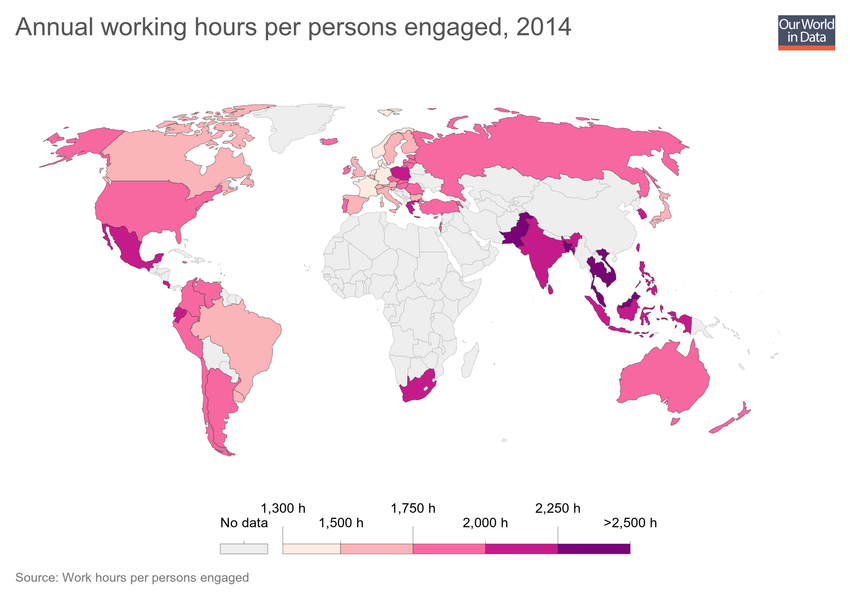 Annual working hours per persons engaged, 2014
Our World
in Data
1,300 h
1,750 h
2,250 h
No data
1,500 h
2,000 h
>2,500 h
Source: Work hours per persons engaged